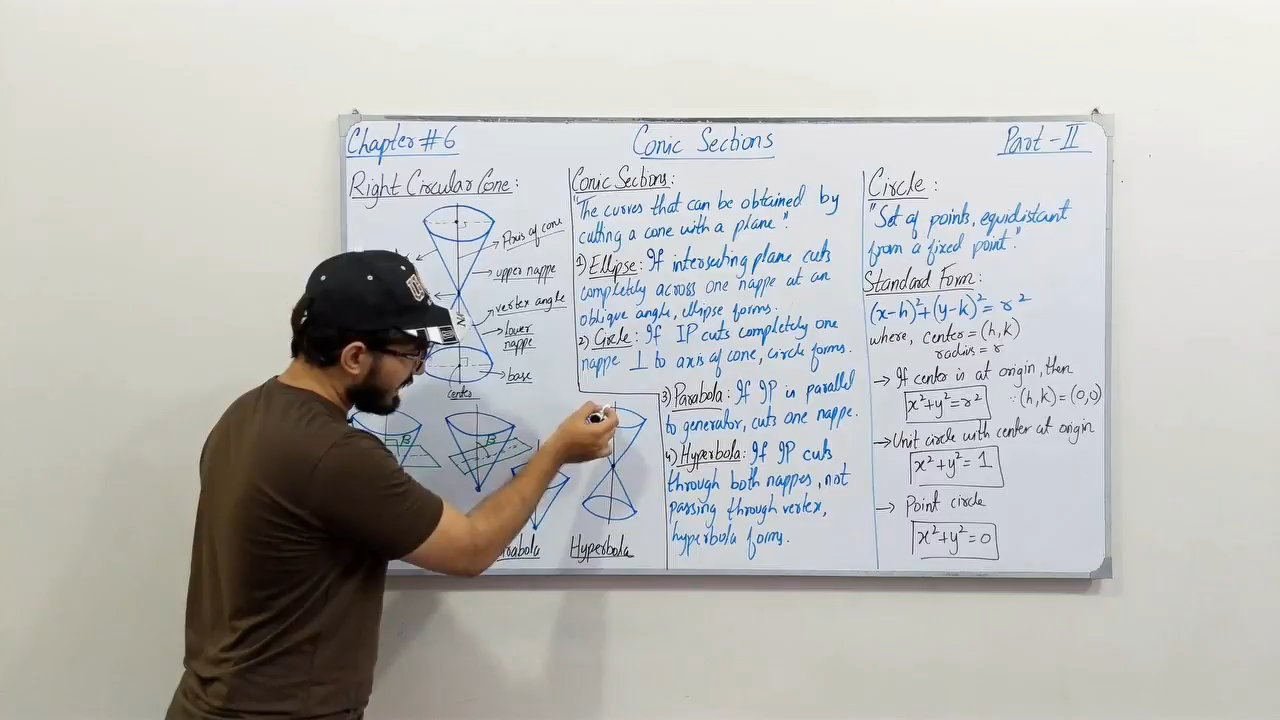 Chapter #6
Conic Sections
Part-II
Right Circular Cone:
Axis of cone
upper nappe
vertex angle
lower
nappe
base
center
β
β
Hyperbola
Conic Sections:
"The curves that can be obtained by
cutting a cone with a plane."
1) Ellipse: If intersecting plane cuts
completely across one nappe at an
oblique angle, ellipse forms.
2) Circle: If IP cuts completely one
nappe ⊥ to axis of cone, circle forms.
3) Parabola: If IP is parallel
to generator, cuts one nappe.
4) Hyperbola: If IP cuts
through both nappes, not
passing through vertex,
hyperbola forms.
Circle:
"Set of points, equidistant
from a fixed point."
Standard Form:
(x-h)²+(y-k)² = r²
where, center = (h,k)
radius = r
→ If center is at origin, then
x²+y²=r² ∵ (h,k)=(0,0)
→ Unit circle with center at origin
x²+y²=1
→ Point circle
x²+y²=0